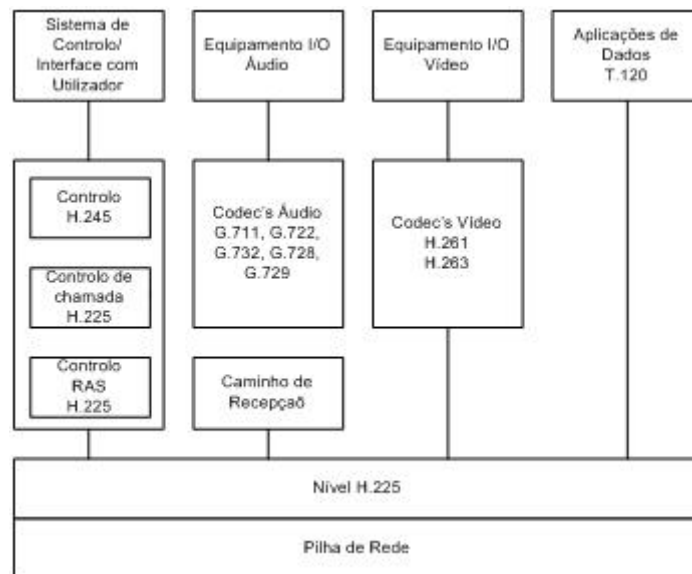 Sistema de
Controlo/
Interface com
Utilizador
Equipamento I/O
Áudio
Equipamento I/O
Vídeo
Aplicações de
Dados
T.120
Controlo
H.245
Controlo de
chamada
H.225
Controlo
RAS
H.225
Codec´s Áudio
G.711, G.722,
G.732, G.728,
G.729
Caminho de
Recepçaõ
Codec´s Vídeo
H.261
H.263
Nível H.225
Pilha de Rede